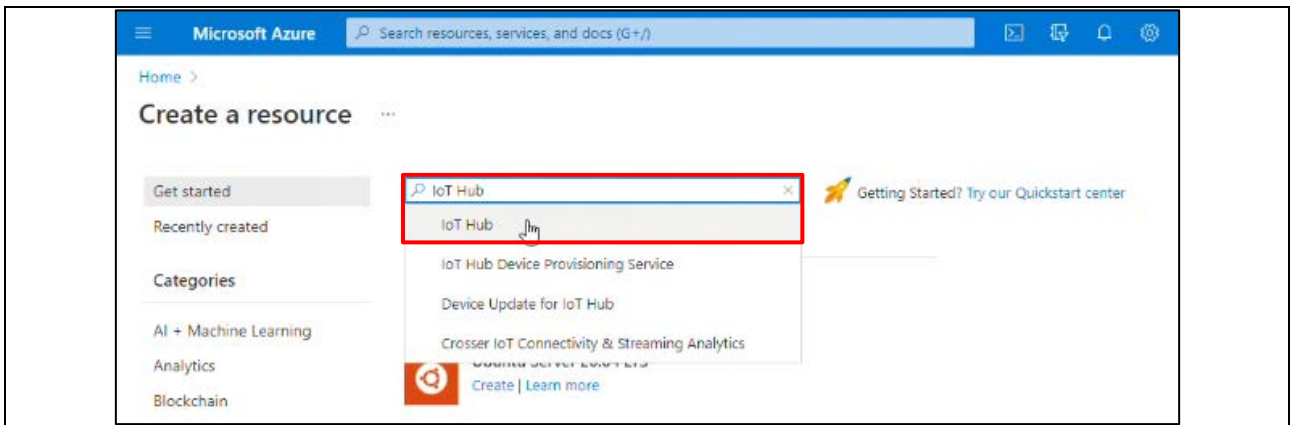 Microsoft Azure
Search resources, services, and docs (G+/)
Home >
Create a resource ...
Get started
IoT Hub
Getting Started? Try our Quickstart center
Recently created
IoT Hub
IoT Hub Device Provisioning Service
Categories
Device Update for IoT Hub
AI + Machine Learning
Crosser IoT Connectivity & Streaming Analytics
Analytics
Create | Learn more
Blockchain